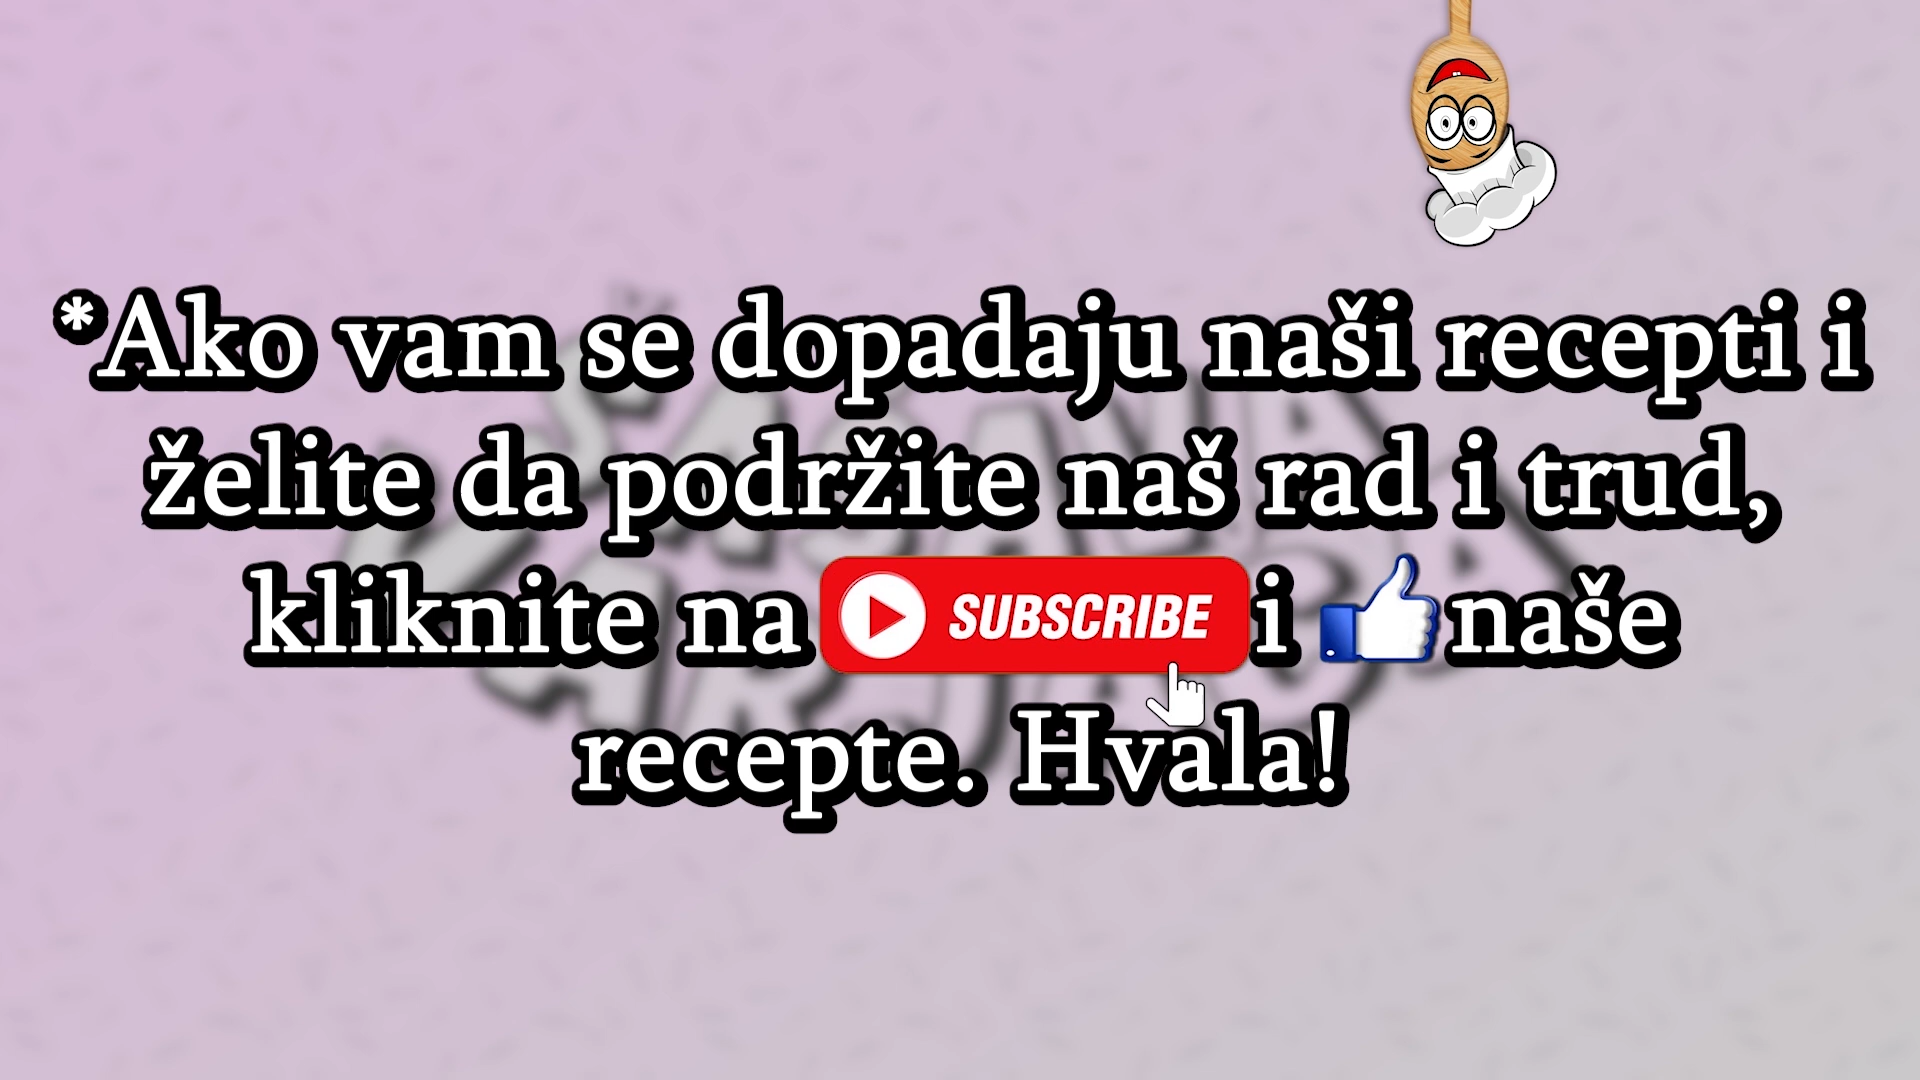 *Ako vam se dopadaju naši recepti i
želite da podržite naš rad i trud,
kliknite na SUBSCRIBE i naše
recepte. Hvala!